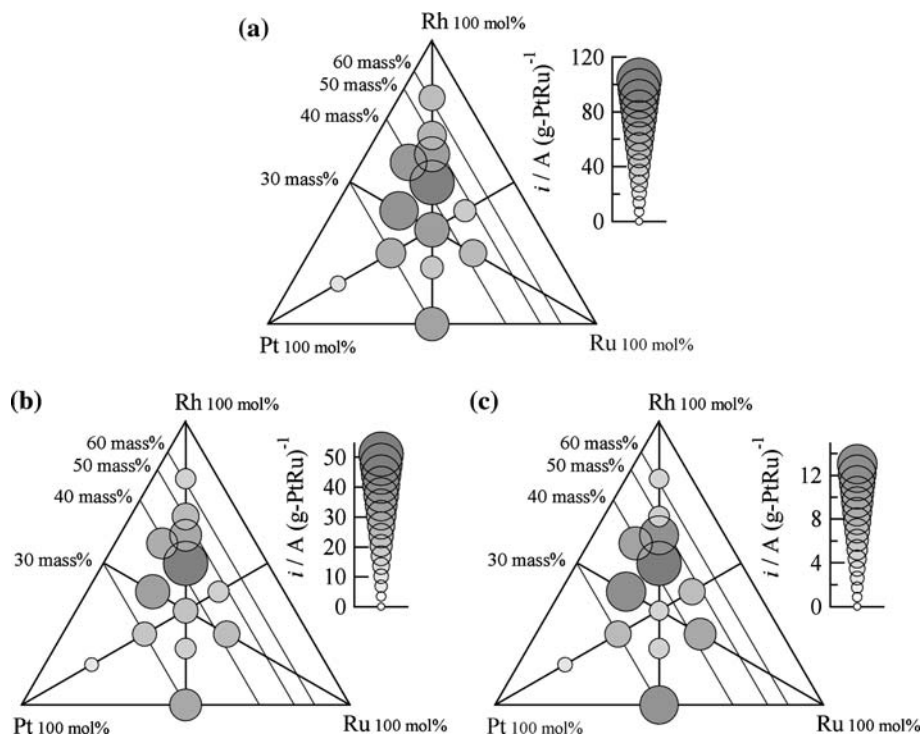 (a)
Rh 100 mol%
60 mass%
50 mass%
40 mass%
30 mass%
Pt 100 mol%
Ru 100 mol%
i / A (g-PtRu)-1
120
80
40
0
(b)
Rh 100 mol%
60 mass%
50 mass%
40 mass%
30 mass%
Pt 100 mol%
Ru 100 mol%
i / A (g-PtRu)-1
50
40
30
20
10
0
(c)
Rh 100 mol%
60 mass%
50 mass%
40 mass%
30 mass%
Pt 100 mol%
Ru 100 mol%
i / A (g-PtRu)-1
12
8
4
0